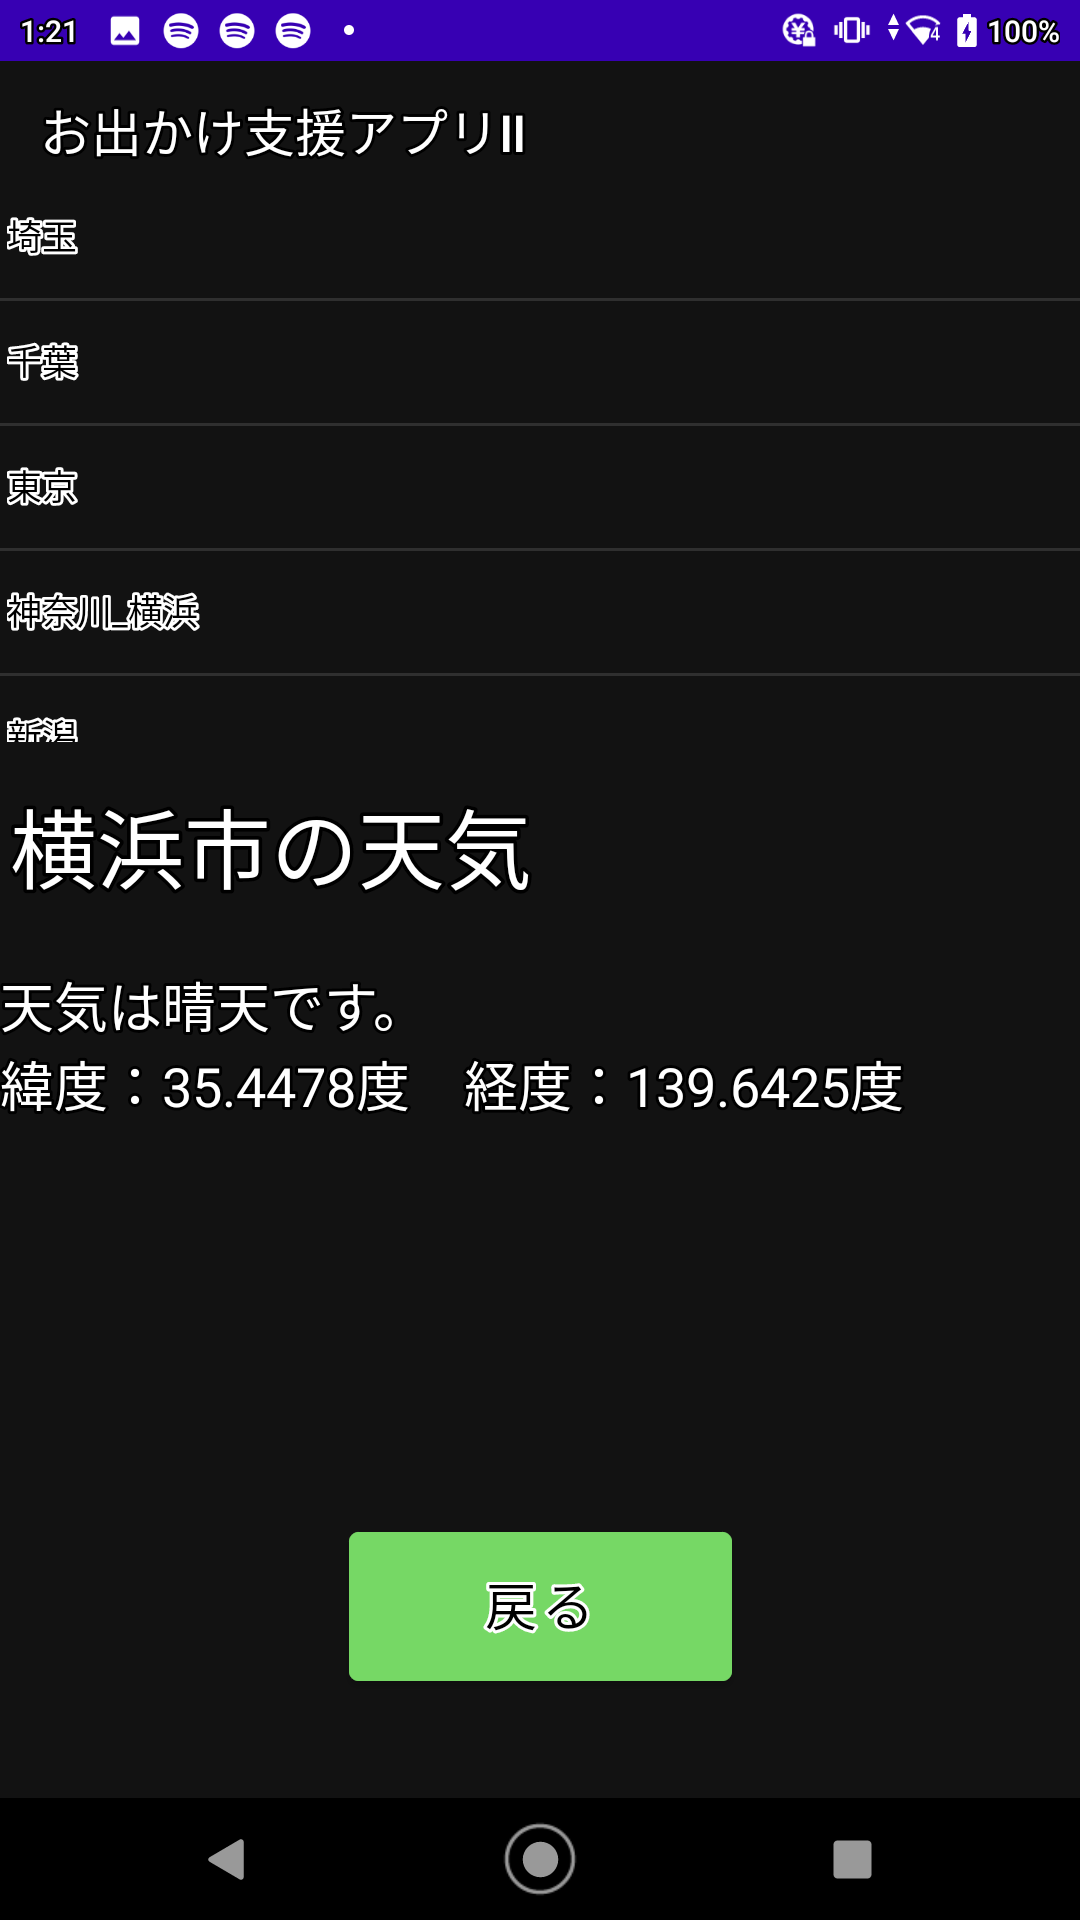 1:21
100%
お出かけ支援アプリII
埼玉
千葉
東京
神奈川_横浜
新潟
横浜市の天気
天気は晴天です。
緯度：35.4478度　経度：139.6425度
戻る